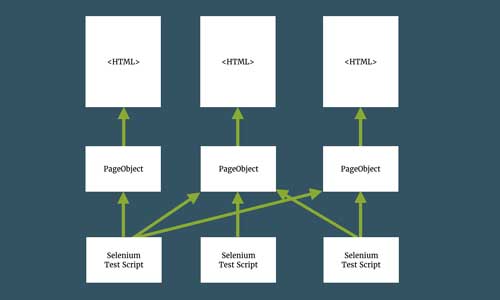 <HTML>
<HTML>
<HTML>
PageObject
PageObject
PageObject
Selenium
Test Script
Selenium
Test Script
Selenium
Test Script